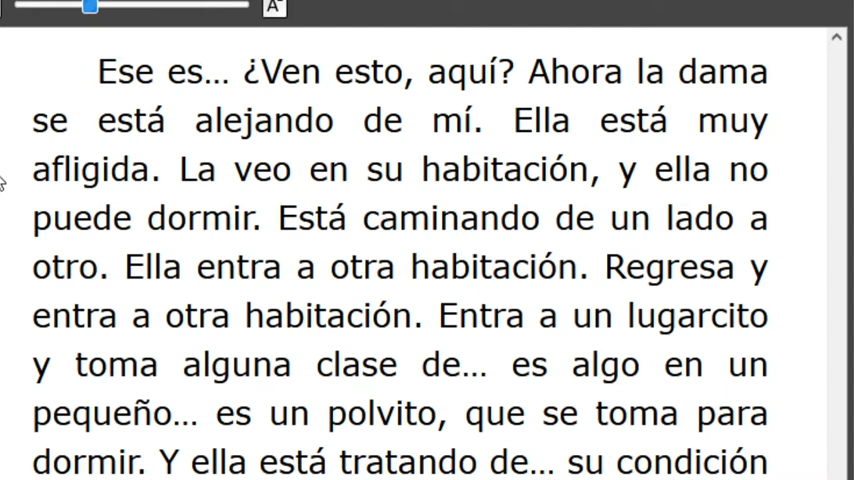 A
Ese es… ¿Ven esto, aquí? Ahora la dama
se está alejando de mí. Ella está muy
afligida. La veo en su habitación, y ella no
puede dormir. Está caminando de un lado a
otro. Ella entra a otra habitación. Regresa y
entra a otra habitación. Entra a un lugarcito
y toma alguna clase de… es algo en un
pequeño… es un polvito, que se toma para
dormir. Y ella está tratando de… su condición